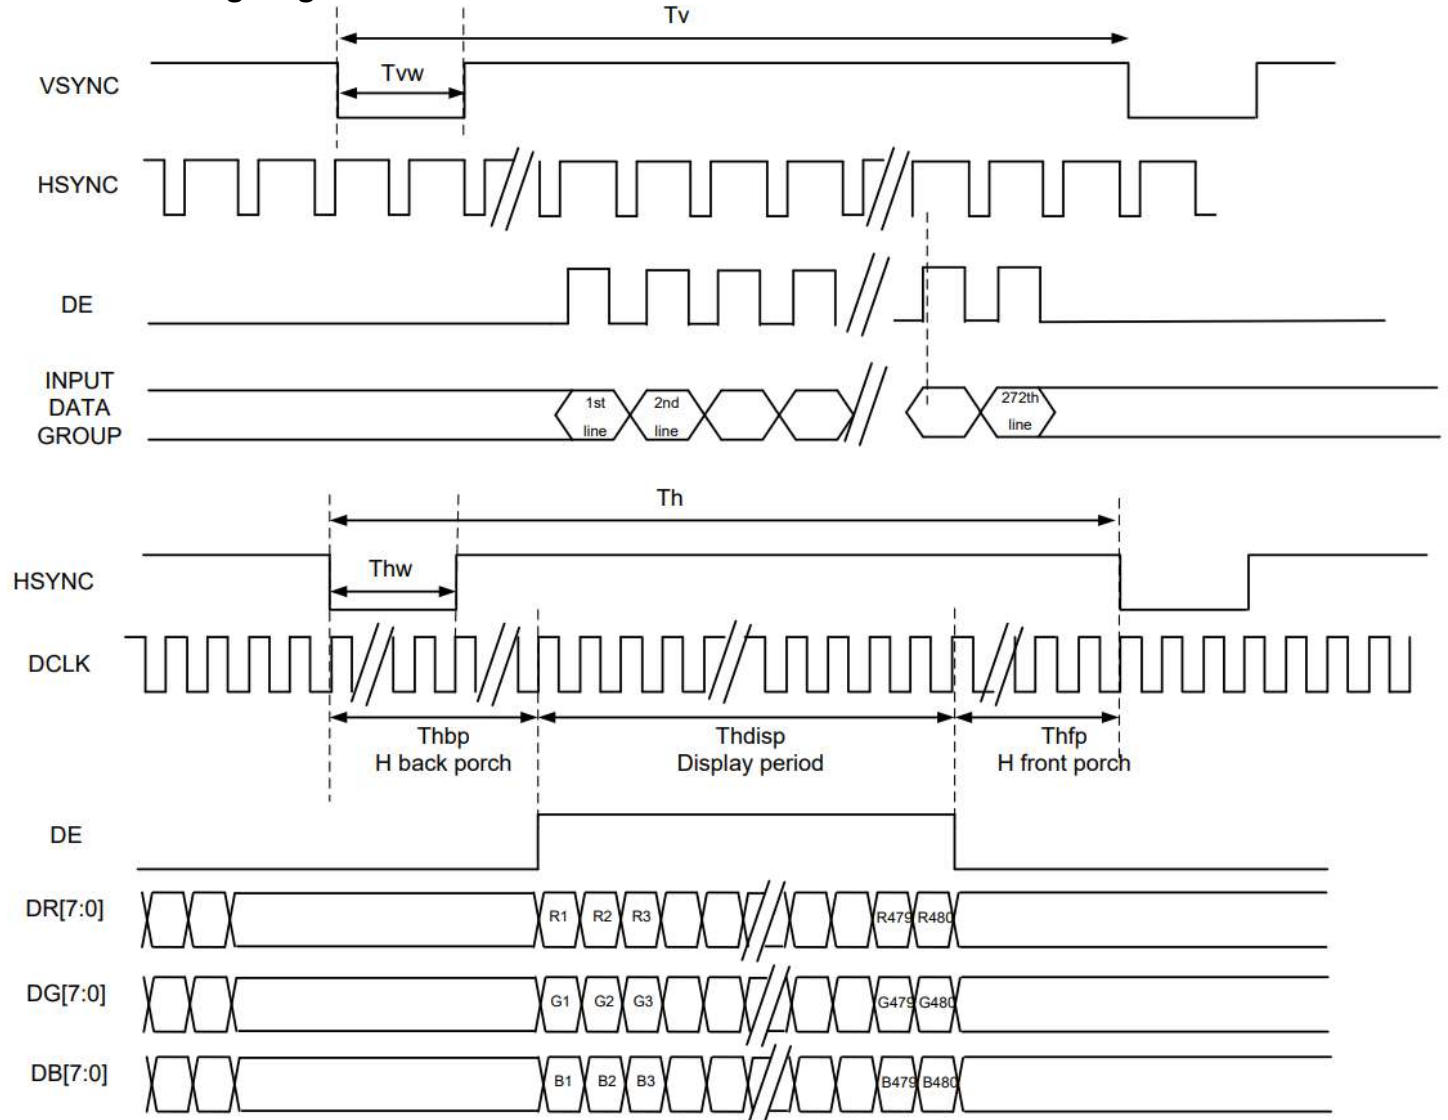 Tv
Tvw
VSYNC
HSYNC
DE
INPUT
DATA
GROUP
1st
line
2nd
line
272th
line
Th
Thw
HSYNC
DCLK
Thbp
H back porch
Thdisp
Display period
Thfp
H front porch
DE
DR[7:0]
R1 R2 R3 R479 R480
DG[7:0]
G1 G2 G3 G479 G480
DB[7:0]
B1 B2 B3 B479 B480